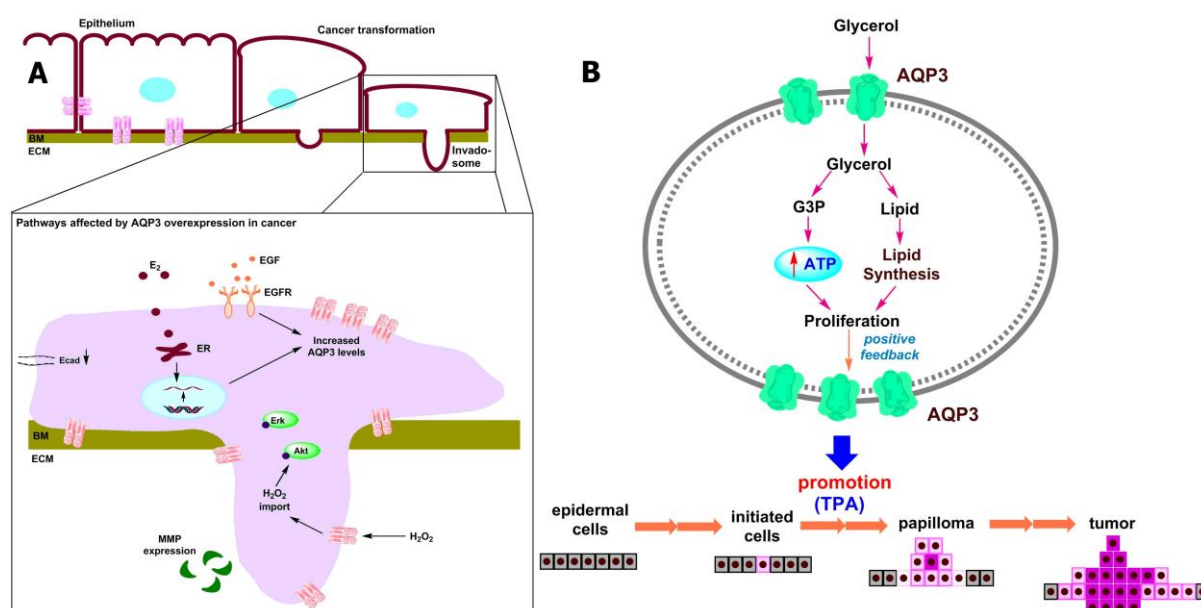 A
Epithelium
Cancer transformation
BM
ECM
Invado-
some
Pathways affected by AQP3 overexpression in cancer
E2
EGF
EGFR
Ecad
ER
Increased
AQP3 levels
Erk
BM
ECM
Akt
H2O2
import
H2O2
MMP
expression
B
Glycerol
AQP3
Glycerol
G3P
Lipid
ATP
Lipid
Synthesis
Proliferation
positive
feedback
AQP3
promotion
(TPA)
epidermal
cells
initiated
cells
papilloma
tumor